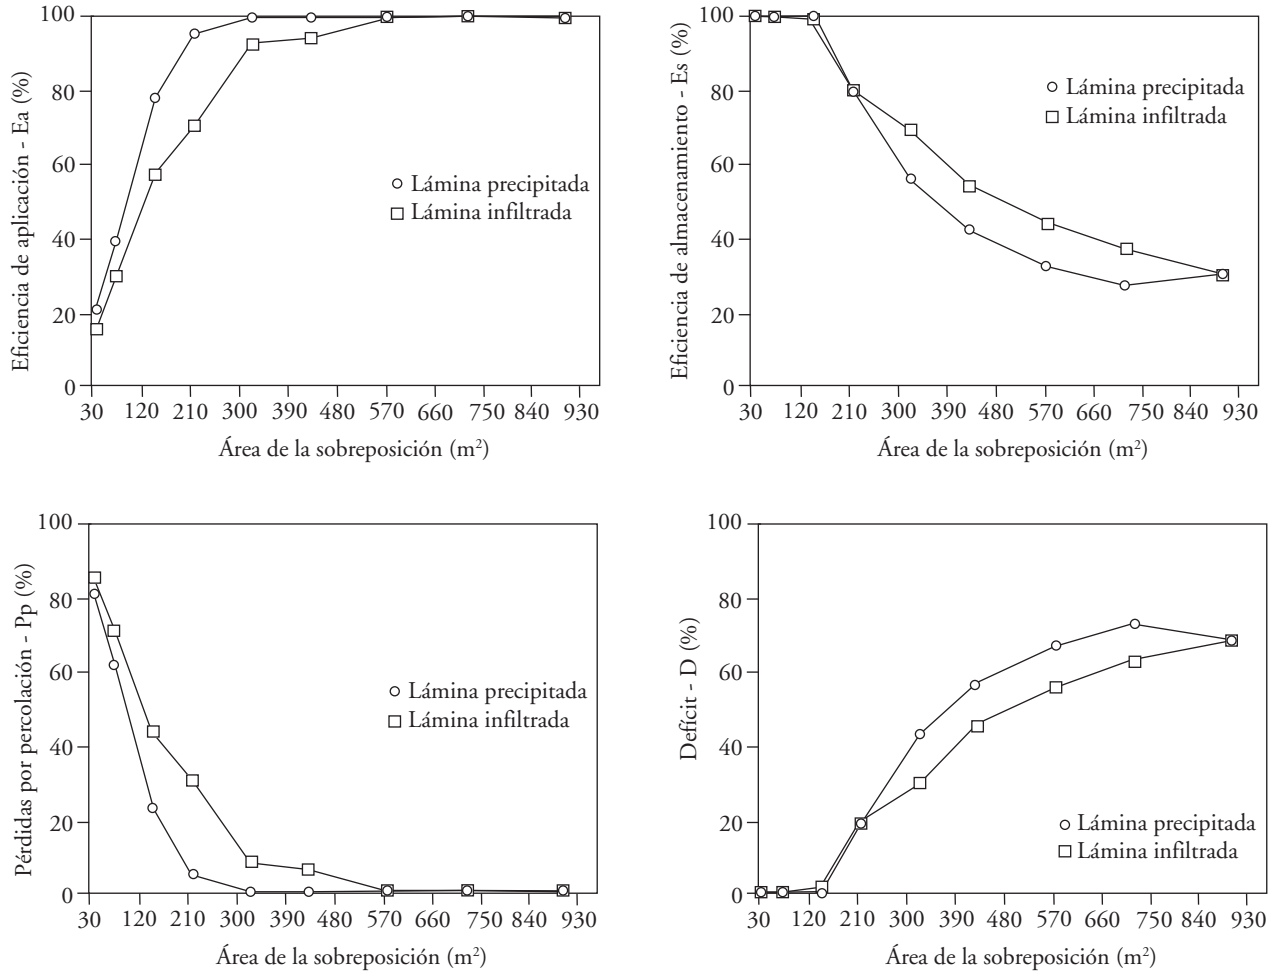 Eficiencia de aplicación - Ea (%)
100
80
60
40
20
0
Lámina precipitada
Lámina infiltrada
30 120 210 300 390 480 570 660 750 840 930
Área de la sobreposición (m²)
Eficiencia de almacenamiento - Es (%)
100
80
60
40
20
0
Lámina precipitada
Lámina infiltrada
30 120 210 300 390 480 570 660 750 840 930
Área de la sobreposición (m²)
Pérdidas por percolación - Pp (%)
100
80
60
40
20
0
Lámina precipitada
Lámina infiltrada
30 120 210 300 390 480 570 660 750 840 930
Área de la sobreposición (m²)
Defícit - D (%)
100
80
60
40
20
0
Lámina precipitada
Lámina infiltrada
30 120 210 300 390 480 570 660 750 840 930
Área de la sobreposición (m²)